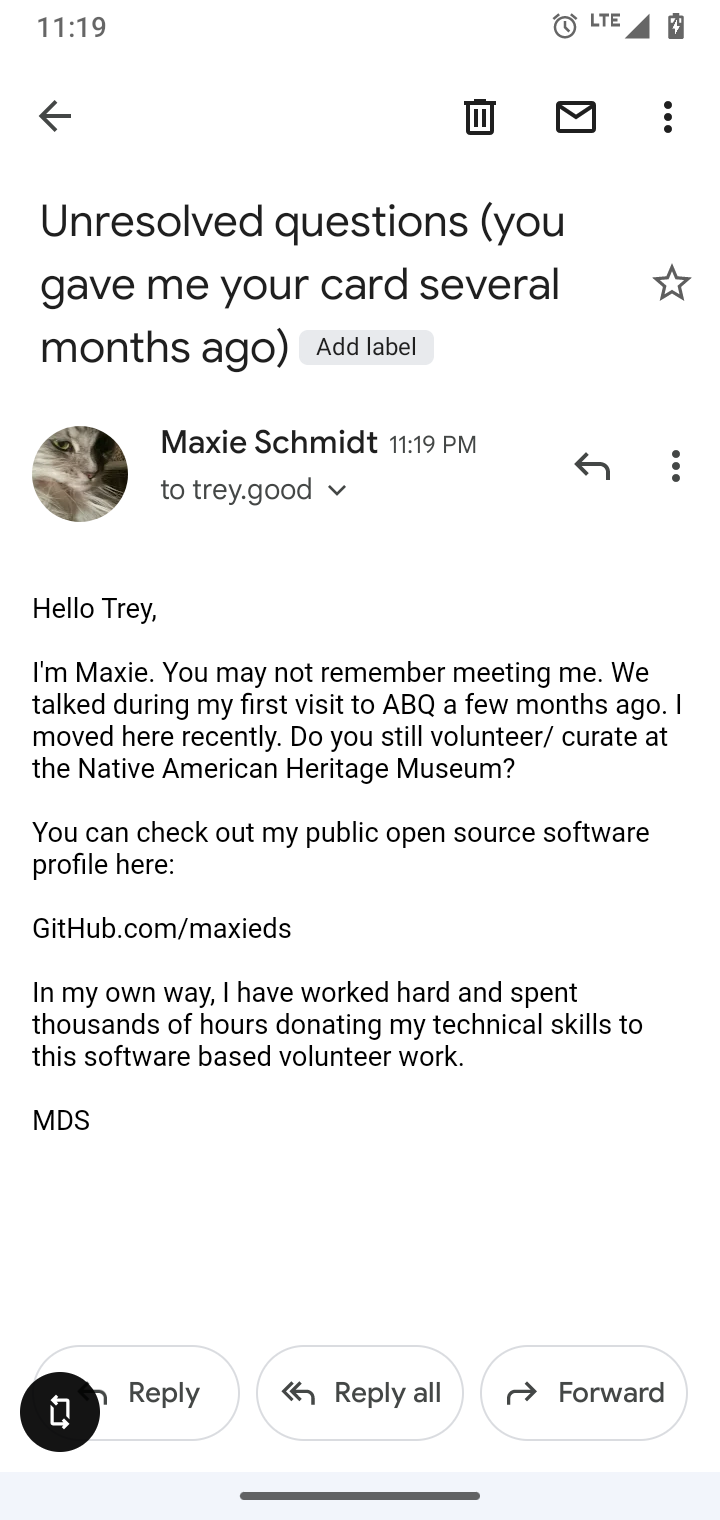 11:19
LTE
Unresolved questions (you
gave me your card several
months ago) Add label
Maxie Schmidt 11:19 PM
to trey.good
Hello Trey,
I'm Maxie. You may not remember meeting me. We
talked during my first visit to ABQ a few months ago. I
moved here recently. Do you still volunteer/ curate at
the Native American Heritage Museum?
You can check out my public open source software
profile here:
GitHub.com/maxieds
In my own way, I have worked hard and spent
thousands of hours donating my technical skills to
this software based volunteer work.
MDS
Reply Reply all Forward